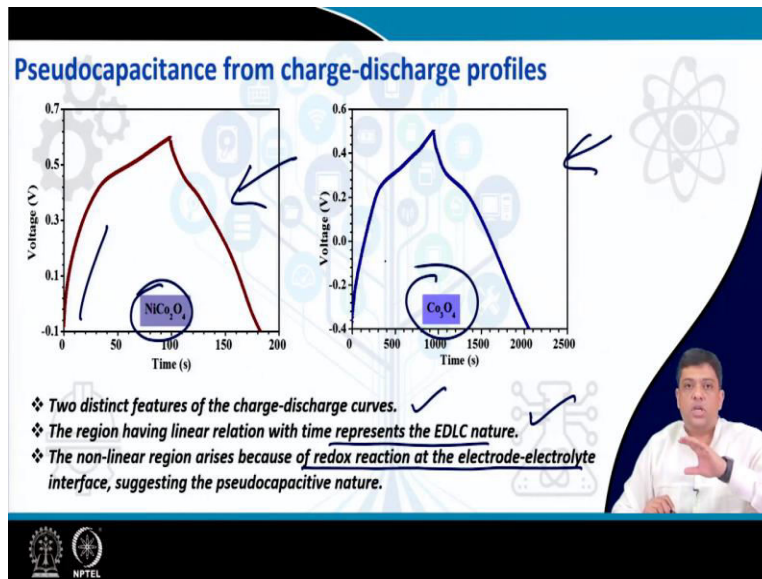 Pseudocapacitance from charge-discharge profiles
0.7
0.5
0.3
0.1
-0.1
Voltage (V)
NiCo₂O₄
0
50
100
150
200
Time (s)
0.6
0.4
0.2
0.0
-0.2
-0.4
Voltage (V)
Co₃O₄
0
500
1000
1500
2000
2500
Time (s)
❖ Two distinct features of the charge-discharge curves.
❖ The region having linear relation with time represents the EDLC nature.
❖ The non-linear region arises because of redox reaction at the electrode-electrolyte
interface, suggesting the pseudocapacitive nature.
NPTEL